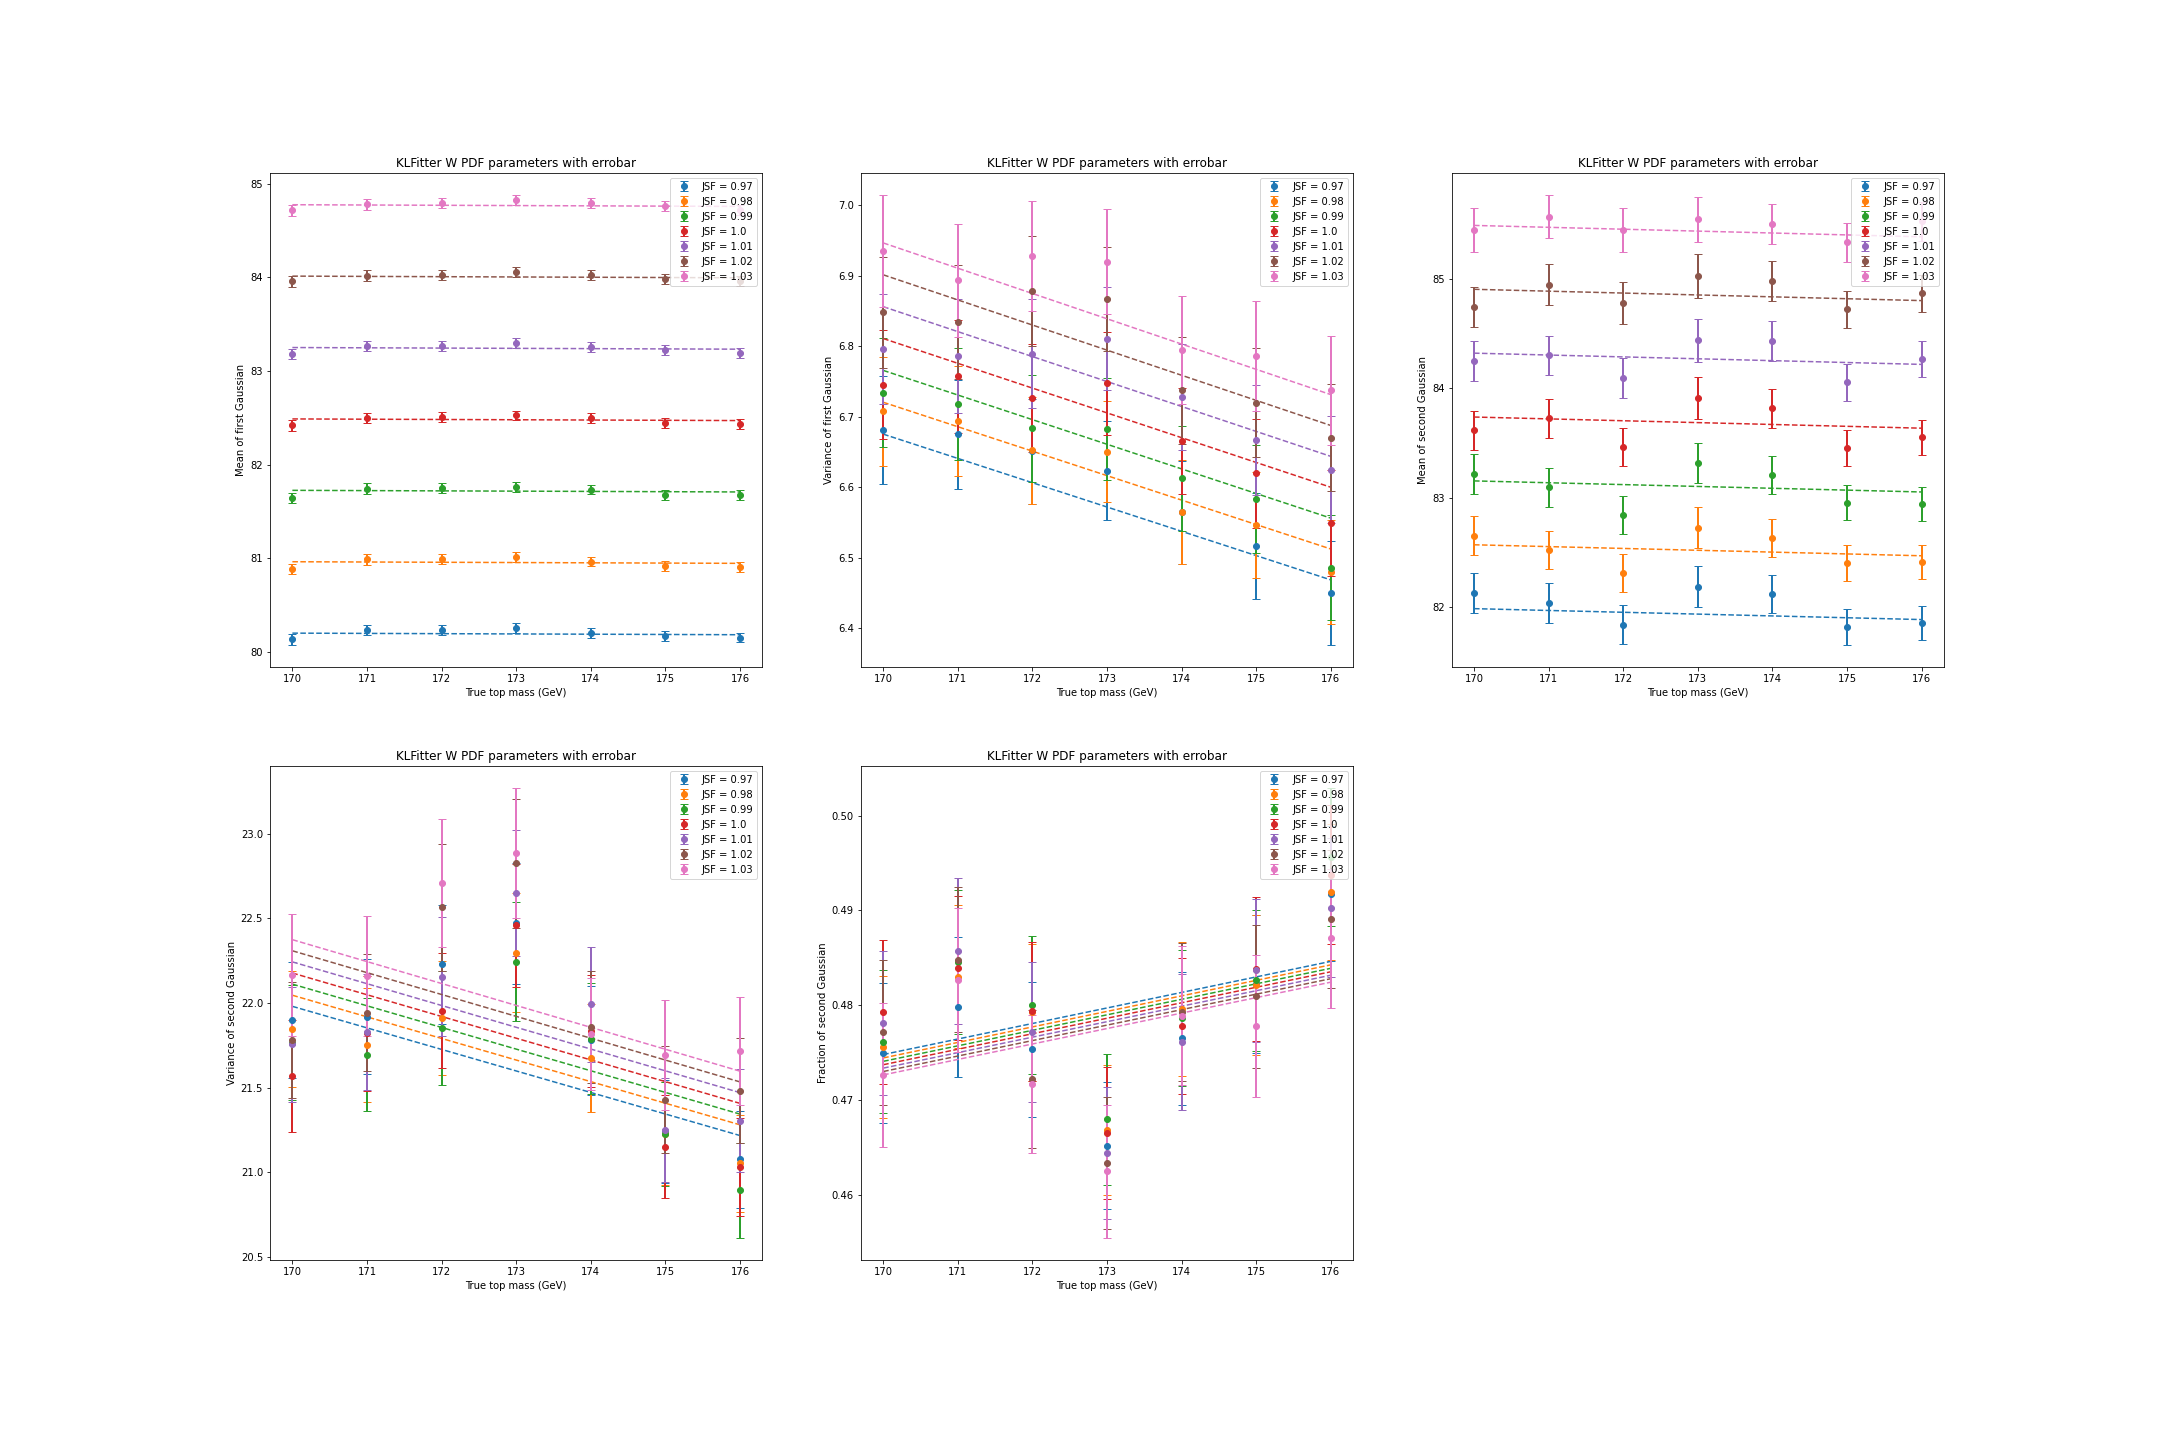 KLFitter W PDF parameters with errobar
Mean of first Gaussian
85
84
83
82
81
80
170 171 172 173 174 175 176
True top mass (GeV)
JSF = 0.97
JSF = 0.98
JSF = 0.99
JSF = 1.0
JSF = 1.01
JSF = 1.02
JSF = 1.03
KLFitter W PDF parameters with errobar
Variance of first Gaussian
7.0
6.9
6.8
6.7
6.6
6.5
6.4
170 171 172 173 174 175 176
True top mass (GeV)
JSF = 0.97
JSF = 0.98
JSF = 0.99
JSF = 1.0
JSF = 1.01
JSF = 1.02
JSF = 1.03
KLFitter W PDF parameters with errobar
Mean of second Gaussian
85
84
83
82
170 171 172 173 174 175 176
True top mass (GeV)
JSF = 0.97
JSF = 0.98
JSF = 0.99
JSF = 1.0
JSF = 1.01
JSF = 1.02
JSF = 1.03
KLFitter W PDF parameters with errobar
Variance of second Gaussian
23.0
22.5
22.0
21.5
21.0
20.5
170 171 172 173 174 175 176
True top mass (GeV)
JSF = 0.97
JSF = 0.98
JSF = 0.99
JSF = 1.0
JSF = 1.01
JSF = 1.02
JSF = 1.03
KLFitter W PDF parameters with errobar
Fraction of second Gaussian
0.50
0.49
0.48
0.47
0.46
170 171 172 173 174 175 176
True top mass (GeV)
JSF = 0.97
JSF = 0.98
JSF = 0.99
JSF = 1.0
JSF = 1.01
JSF = 1.02
JSF = 1.03